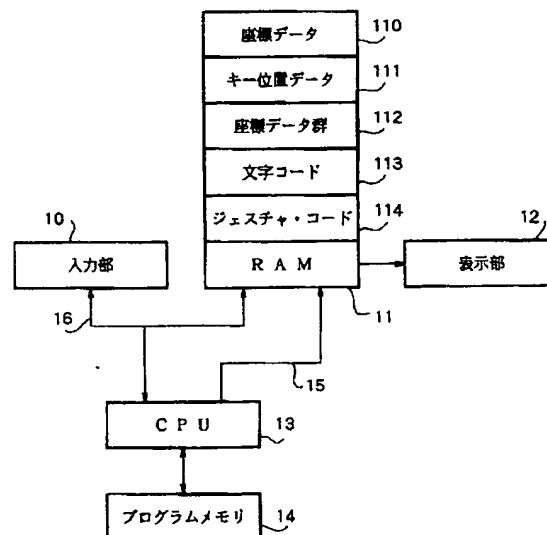 座標データ
110
キー位置データ
111
座標データ群
112
文字コード
113
ジェスチャ・コード
114
10
入力部
RAM
11
12
表示部
16
15
CPU
13
プログラムメモリ
14